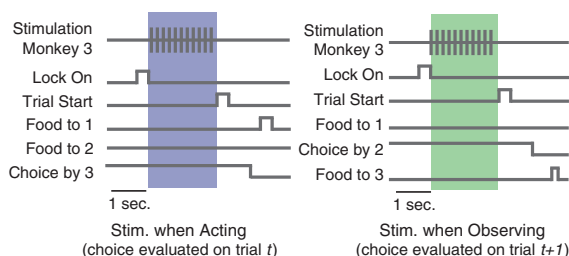 Stimulation
Monkey 3
Lock On
Trial Start
Food to 1
Food to 2
Choice by 3
1 sec.
Stim. when Acting
(choice evaluated on trial t)
Stimulation
Monkey 3
Lock On
Trial Start
Food to 1
Choice by 2
Food to 3
1 sec.
Stim. when Observing
(choice evaluated on trial t+1)